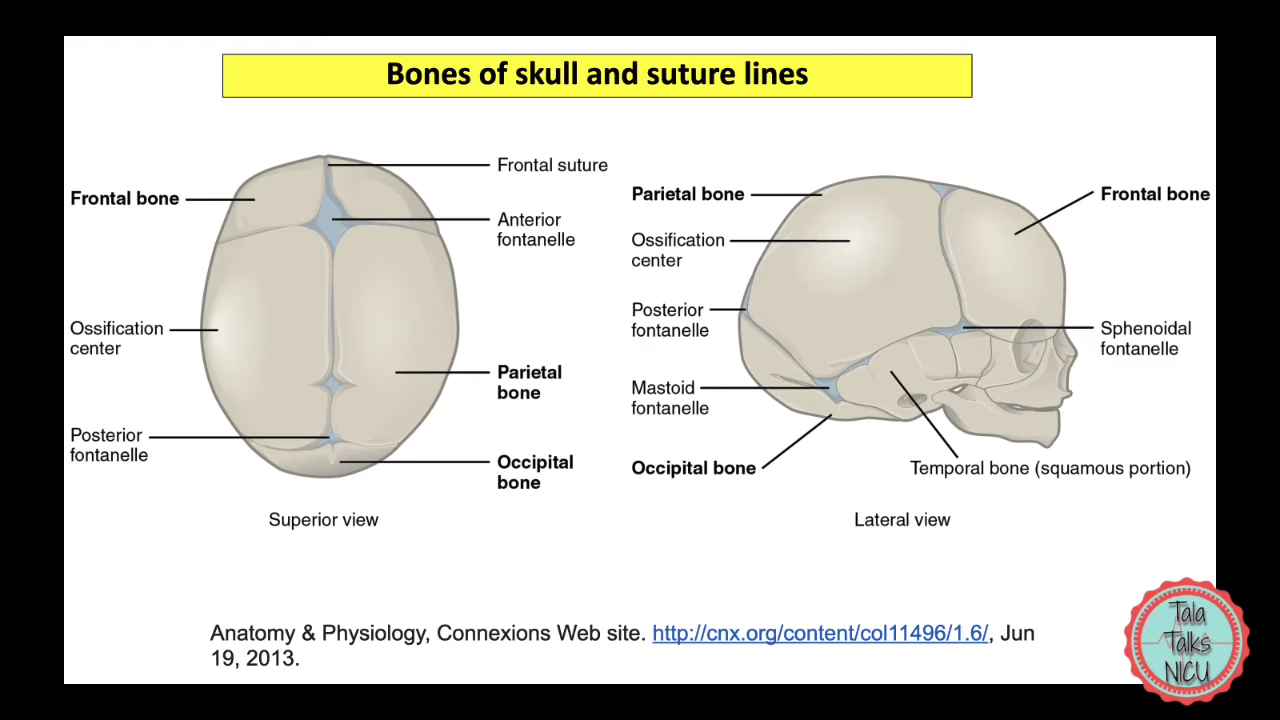 Bones of skull and suture lines
Frontal bone
Ossification
center
Posterior
fontanelle
Frontal suture
Anterior
fontanelle
Parietal
bone
Occipital
bone
Superior view
Parietal bone
Ossification
center
Posterior
fontanelle
Mastoid
fontanelle
Occipital bone
Frontal bone
Sphenoidal
fontanelle
Temporal bone (squamous portion)
Lateral view
Anatomy & Physiology, Connexions Web site. http://cnx.org/content/col11496/1.6/, Jun
19, 2013.
Tala
Talks
NICU